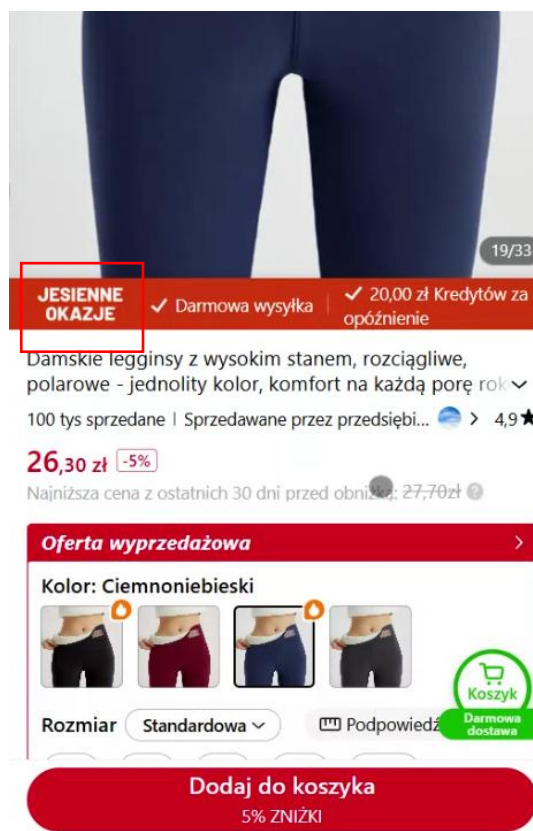 19/33
JESIENNE
OKAZJE
✓ Darmowa wysyłka
✓ 20,00 zł Kredytów za
opóźnienie
Damskie legginsy z wysokim stanem, rozciągliwe,
polarowe - jednolity kolor, komfort na każdą porę rok
100 tys sprzedane | Sprzedawane przez przedsiębi... > 4,9★
26,30 zł -5%
Najniższa cena z ostatnich 30 dni przed obniżką: 27,70zł ?
Oferta wyprzedażowa >
Kolor: Ciemnoniebieski
Rozmiar Standardowa Podpowiedź
Koszyk
Darmowa
dostawa
Dodaj do koszyka
5% ZNIŻKI